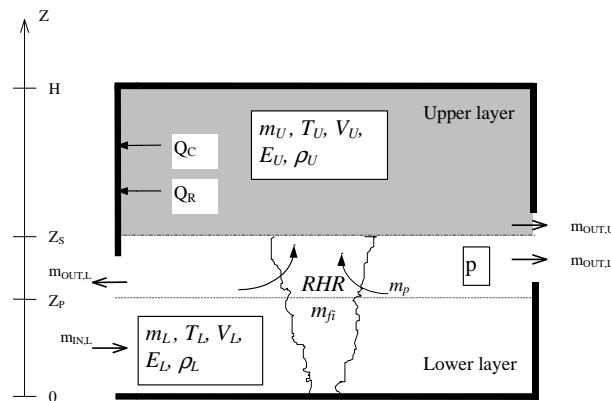 Z
H
Upper layer
m_U, T_U, V_U,
E_U, ρ_U
Q_C
Q_R
m_OUT,U
Z_S
m_OUT,L
p
m_OUT,L
RHR
m_p
Z_P
m_fi
m_IN,L
m_L, T_L, V_L,
E_L, ρ_L
Lower layer
0